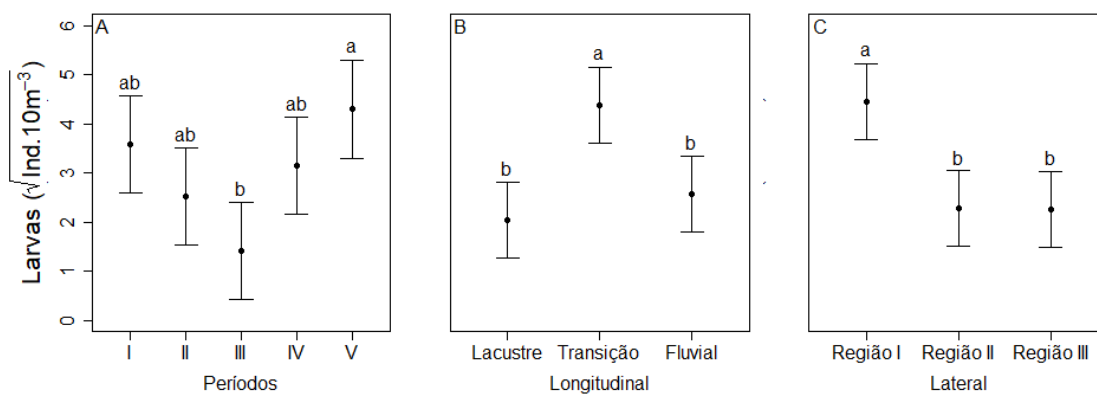 A
B
C
Larvas (√Ind.10m⁻³)
6
5
4
3
2
1
0
ab
ab
b
ab
a
b
a
b
a
b
b
I
II
III
IV
V
Períodos
Lacustre
Transição
Fluvial
Longitudinal
Região I
Região II
Região III
Lateral